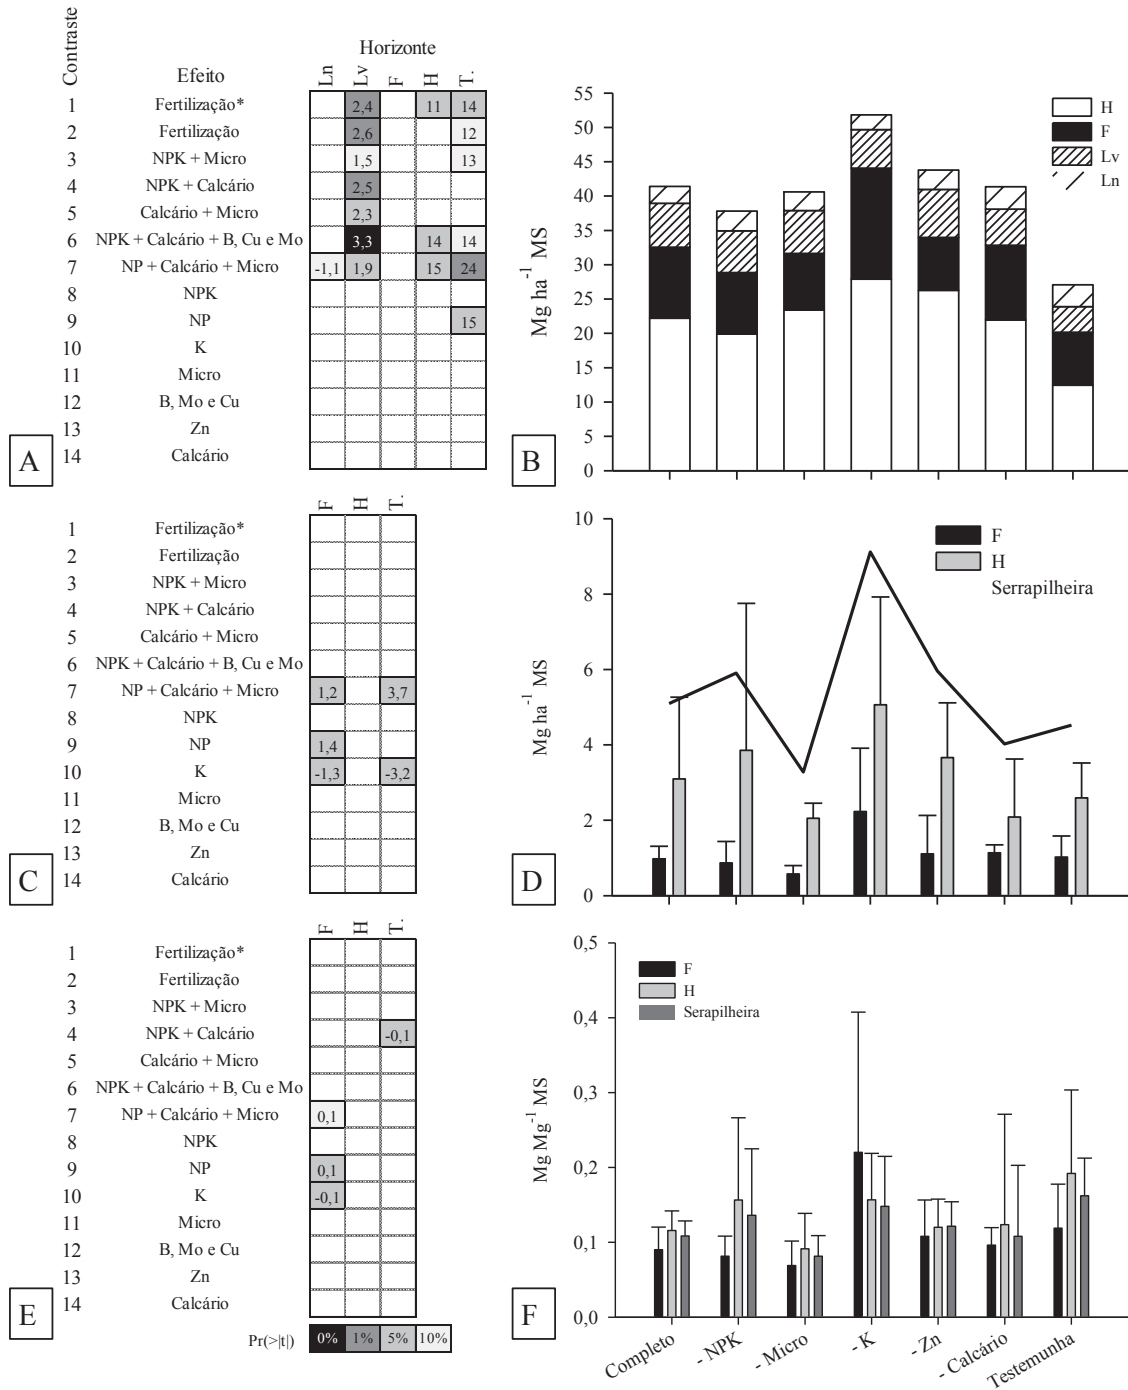 Contraste
Efeito
Horizonte
Ln Lv F H T.
1 Fertilização* 2,4 11 14
2 Fertilização 2,6 12
3 NPK + Micro 1,5 13
4 NPK + Calcário 2,5
5 Calcário + Micro 2,3
6 NPK + Calcário + B, Cu e Mo 3,3 14 14
7 NP + Calcário + Micro -1,1 1,9 15 24
8 NPK
9 NP 15
10 K
11 Micro
12 B, Mo e Cu
13 Zn
14 Calcário
A
Mg ha-1 MS
55
50
45
40
35
30
25
20
15
10
5
0
H
F
Lv
Ln
B
F H T.
1 Fertilização*
2 Fertilização
3 NPK + Micro
4 NPK + Calcário
5 Calcário + Micro
6 NPK + Calcário + B, Cu e Mo
7 NP + Calcário + Micro 1,2 3,7
8 NPK
9 NP 1,4
10 K -1,3 -3,2
11 Micro
12 B, Mo e Cu
13 Zn
14 Calcário
C
Mg ha-1 MS
10
8
6
4
2
0
F
H
Serrapilheira
D
F H T.
1 Fertilização*
2 Fertilização
3 NPK + Micro
4 NPK + Calcário -0,1
5 Calcário + Micro
6 NPK + Calcário + B, Cu e Mo
7 NP + Calcário + Micro 0,1
8 NPK
9 NP 0,1
10 K -0,1
11 Micro
12 B, Mo e Cu
13 Zn
14 Calcário
E
Pr(>|t|) 0% 1% 5% 10%
Mg Mg-1 MS
0,5
0,4
0,3
0,2
0,1
0,0
F
H
Serapilheira
F
Completo
- NPK
- Micro
- K
- Zn
- Calcário
Testemunha